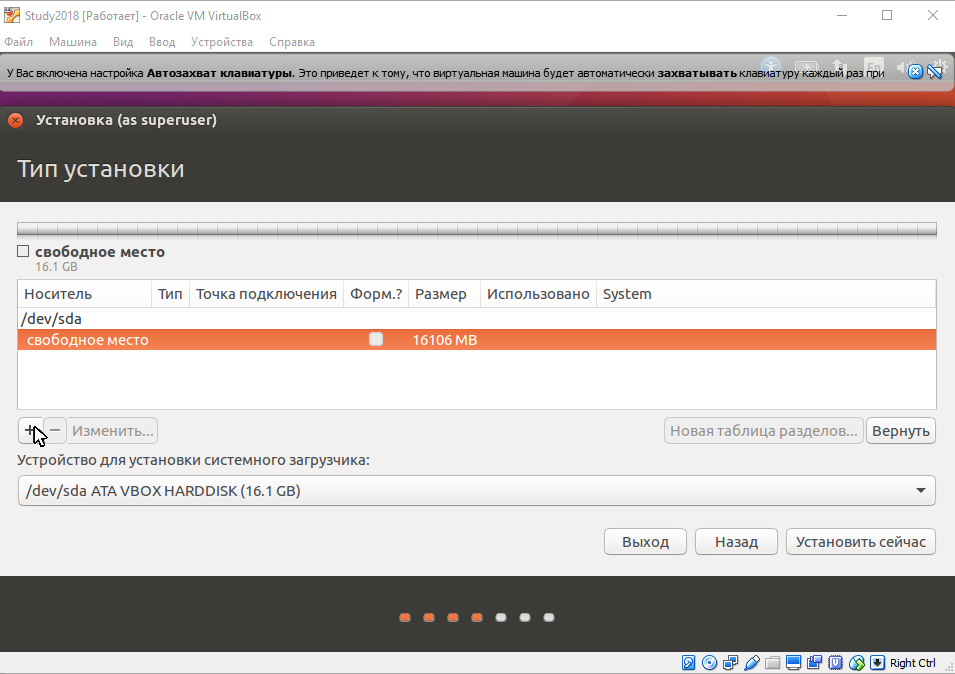 Study2018 [Работает] - Oracle VM VirtualBox
Файл Машина Вид Ввод Устройства Справка
У Вас включена настройка Автозахват клавиатуры. Это приведет к тому, что виртуальная машина будет автоматически захватывать клавиатуру каждый раз при
En
Установка (as superuser)
Тип установки
свободное место
16.1 GB
Носитель Тип Точка подключения Форм.? Размер Использовано System
/dev/sda
свободное место 16106 MB
+ − Изменить... Новая таблица разделов... Вернуть
Устройство для установки системного загрузчика:
/dev/sda ATA VBOX HARDDISK (16.1 GB)
Выход Назад Установить сейчас
Right Ctrl